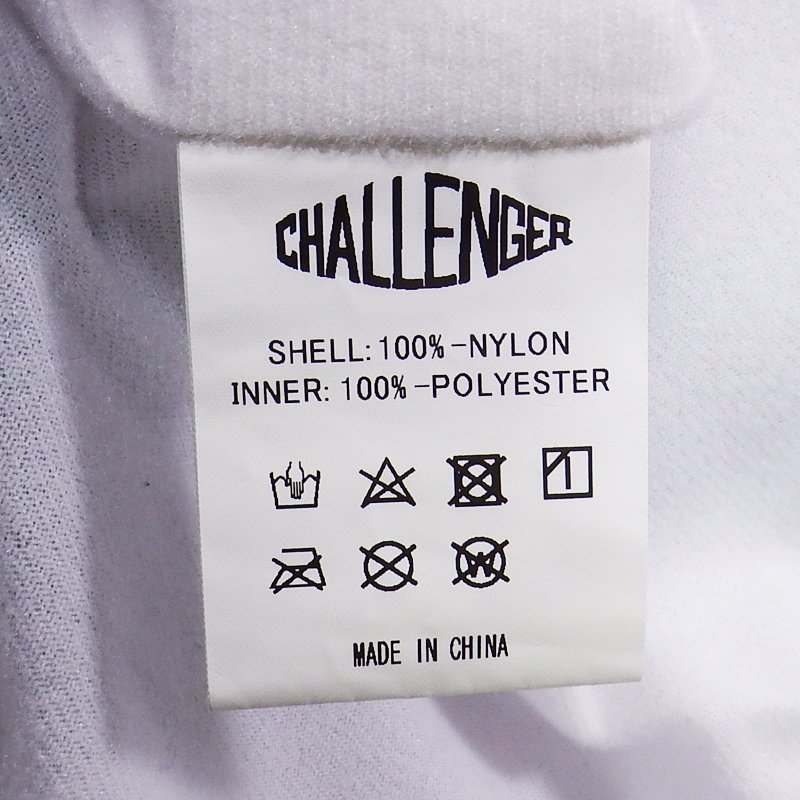 CHALLENGER
SHELL: 100%-NYLON
INNER: 100%-POLYESTER
W
MADE IN CHINA